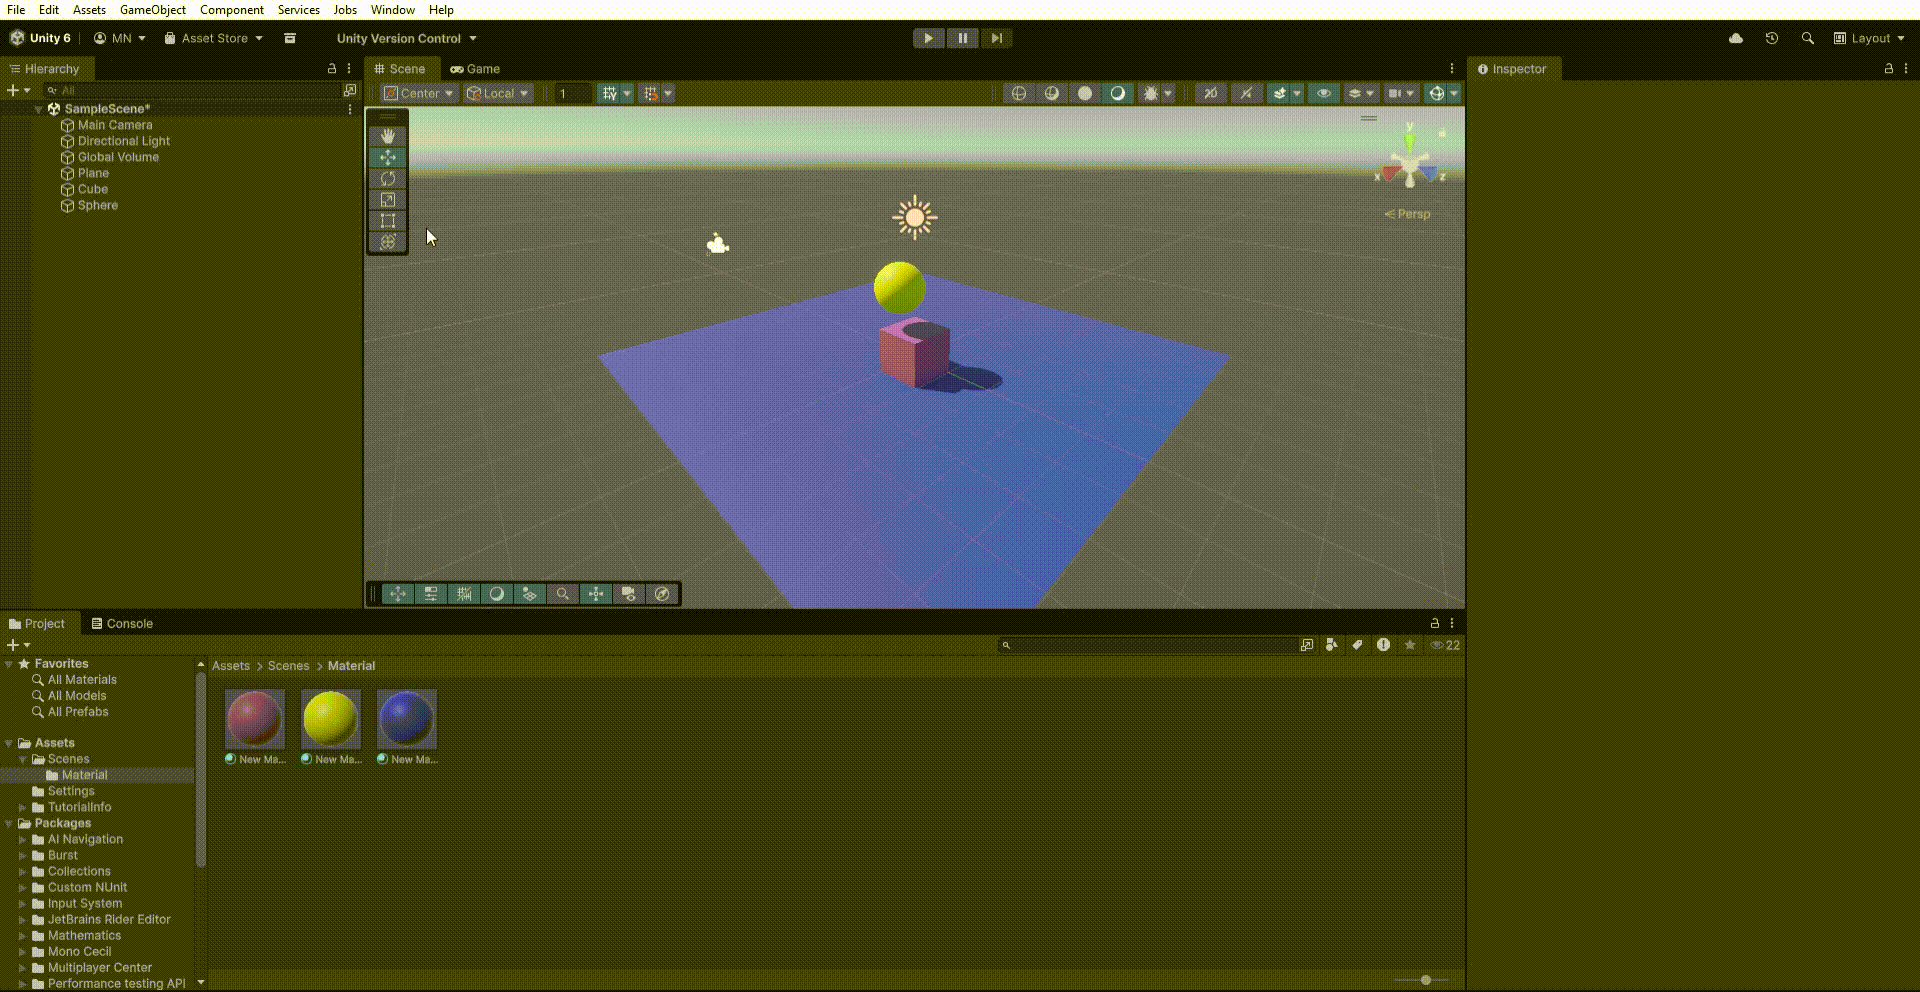 File Edit Assets GameObject Component Services Jobs Window Help
Unity 6 MN Asset Store Unity Version Control Layout
Hierarchy
All
SampleScene*
Main Camera
Directional Light
Global Volume
Plane
Cube
Sphere
Scene Game
Center Local 1 2D
y
x z
Persp
Inspector
Project Console
22
Favorites
All Materials
All Models
All Prefabs
Assets
Scenes
Material
Settings
TutorialInfo
Packages
AI Navigation
Burst
Collections
Custom NUnit
Input System
JetBrains Rider Editor
Mathematics
Mono Cecil
Multiplayer Center
Performance testing API
Assets > Scenes > Material
New Ma... New Ma... New Ma...